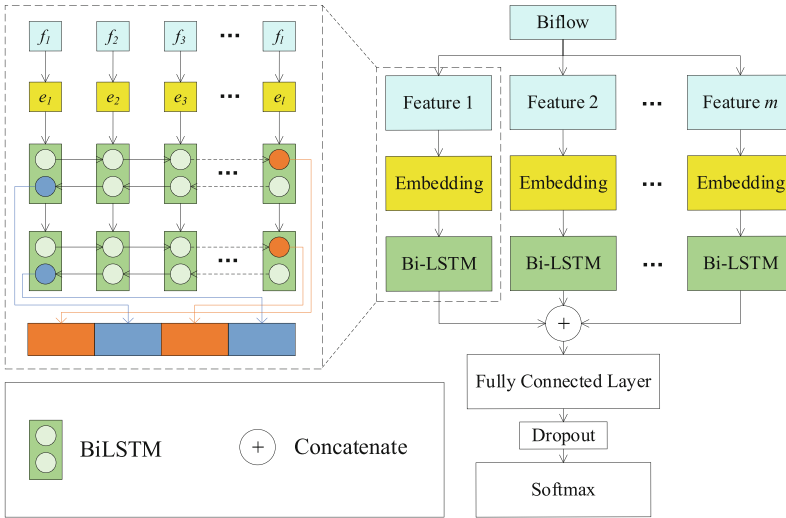 f1 f2 f3 ... fl
e1 e2 e3 ... el
...
...
Biflow
Feature 1 Feature 2 ... Feature m
Embedding Embedding ... Embedding
Bi-LSTM Bi-LSTM ... Bi-LSTM
+
Fully Connected Layer
Dropout
Softmax
BiLSTM
+ Concatenate